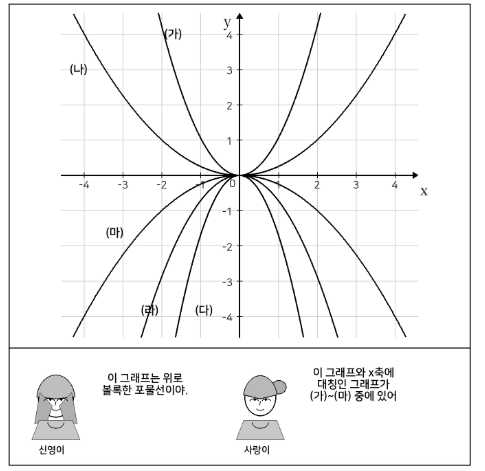 y
(가)
4
(나)
3
2
1
-4 -3 -2 -1 0 1 2 3 4
x
-1
(마)
-2
-3
(라) (다)
-4
이 그래프는 위로
볼록한 포물선이야.
신영이
이 그래프와 x축에
대칭인 그래프가
(가)~(마) 중에 있어
사랑이